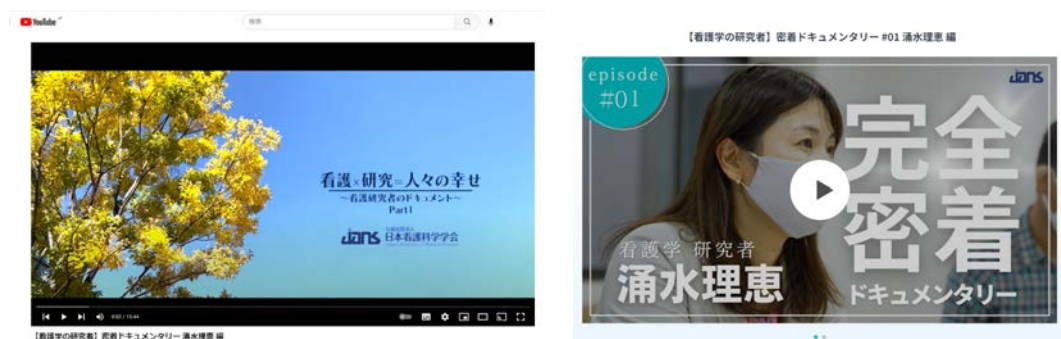 YouTube
検索
看護×研究=人々の幸せ
～看護研究者のドキュメント～
Part1
JANS 日本看護科学学会
0:02 / 13:44
【看護学の研究者】密着ドキュメンタリー 涌水理恵 編
【看護学の研究者】密着ドキュメンタリー #01 涌水理恵 編
episode
#01
JANS
完全
密着
ドキュメンタリー
看護学 研究者
涌水理恵